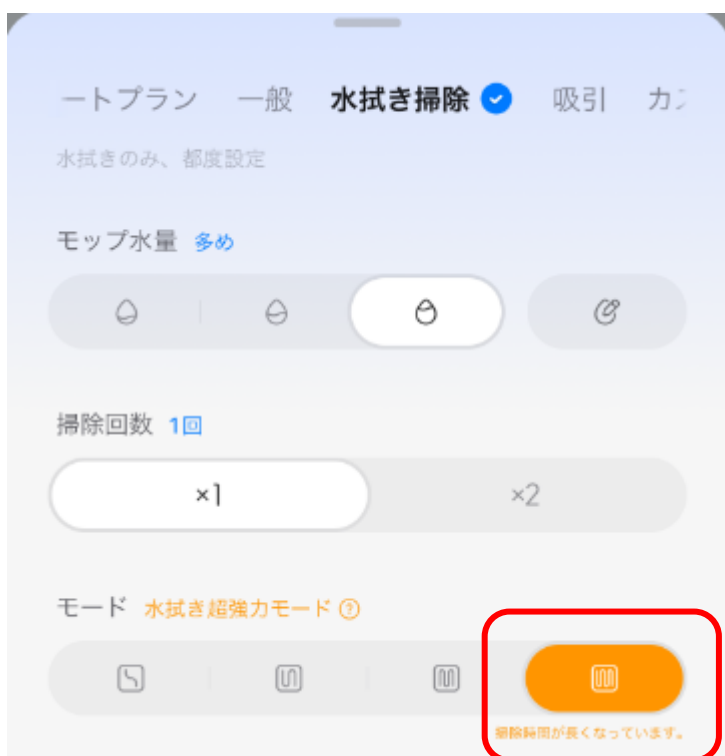 ートプラン 一般 水拭き掃除 吸引 カス
水拭きのみ、都度設定
モップ水量 多め
掃除回数 1回
×1 ×2
モード 水拭き超強力モード ?
掃除時間が長くなっています。